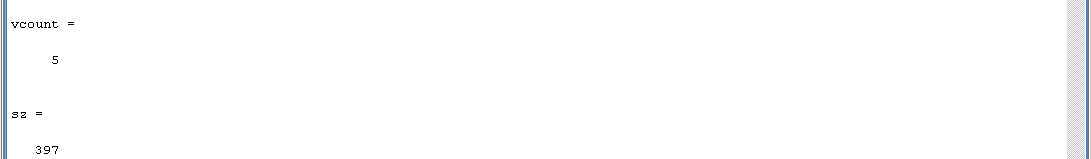 vcount =
5
sz =
397